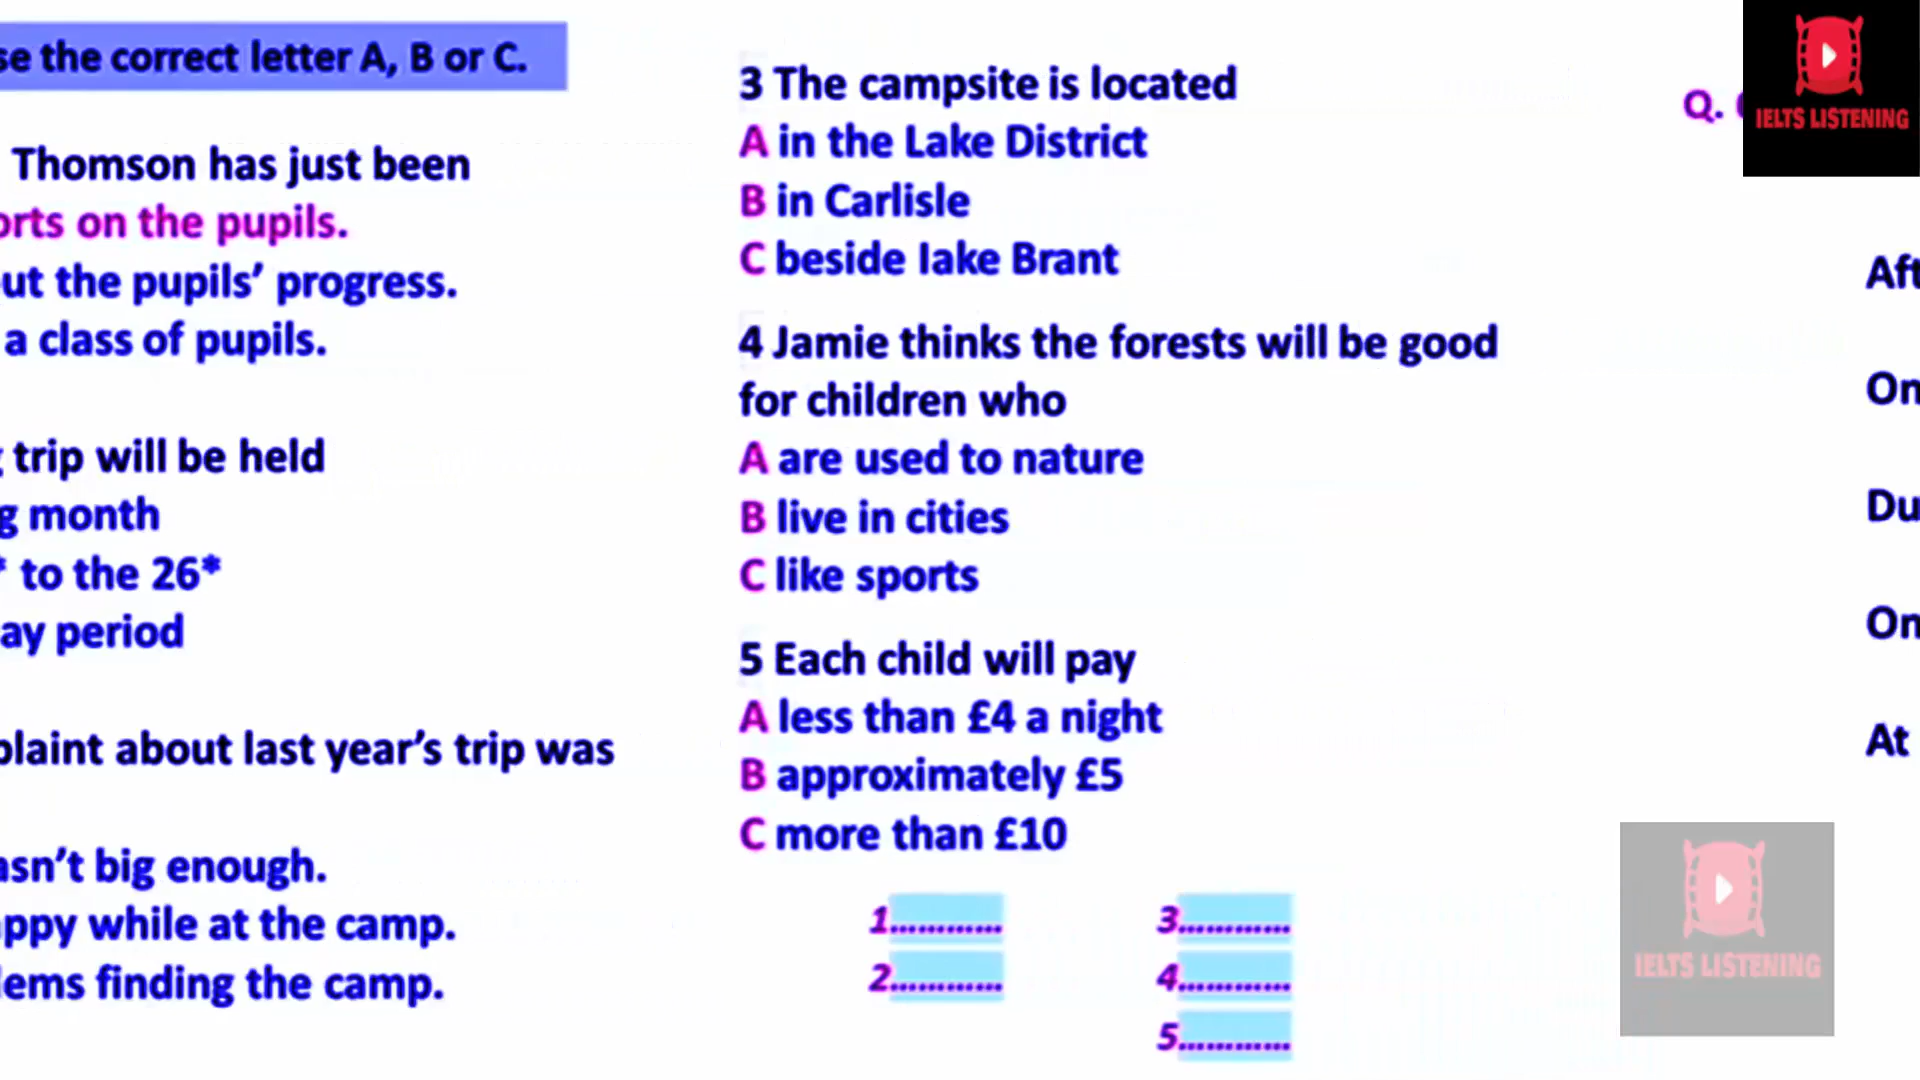 se the correct letter A, B or C.
Thomson has just been
orts on the pupils.
ut the pupils’ progress.
a class of pupils.
trip will be held
g month
* to the 26*
ay period
plaint about last year’s trip was
asn’t big enough.
appy while at the camp.
lems finding the camp.
3 The campsite is located
A in the Lake District
B in Carlisle
C beside lake Brant
4 Jamie thinks the forests will be good
for children who
A are used to nature
B live in cities
C like sports
5 Each child will pay
A less than £4 a night
B approximately £5
C more than £10
1............
2............
3............
4............
5............
Q.
IELTS LISTENING
Aft
On
Du
On
At
IELTS LISTENING